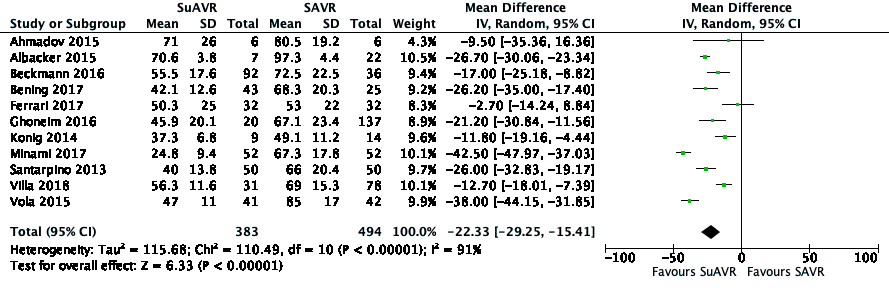 SuAVR SAVR Mean Difference Mean Difference
Study or Subgroup Mean SD Total Mean SD Total Weight IV, Random, 95% CI IV, Random, 95% CI
Ahmadov 2015 71 26 6 80.5 19.2 6 4.3% −9.50 [−35.36, 16.36]
Albacker 2015 70.6 3.8 7 97.3 4.4 22 10.5% −26.70 [−30.06, −23.34]
Beckmann 2016 55.5 17.6 92 72.5 22.5 36 9.4% −17.00 [−25.18, −8.82]
Bening 2017 42.1 12.6 43 68.3 20.3 25 9.3% −26.20 [−35.00, −17.40]
Ferrari 2017 50.3 25 32 53 22 32 8.4% −2.70 [−14.24, 8.84]
Ghoneim 2016 45.9 20.1 20 67.1 23.4 137 8.9% −21.20 [−30.84, −11.56]
Konig 2014 37.3 6.8 9 49.1 11.2 14 9.6% −11.80 [−19.16, −4.44]
Minami 2017 24.8 9.4 52 67.3 17.8 52 10.1% −42.50 [−47.97, −37.03]
Santarpino 2013 40 13.8 50 66 20.4 50 9.7% −26.00 [−32.83, −19.17]
Villa 2018 56.3 11.6 31 69 15.3 78 10.1% −12.70 [−18.01, −7.39]
Vola 2015 47 11 41 85 17 42 9.9% −38.00 [−44.15, −31.85]
Total (95% CI) 383 494 100.0% −22.33 [−29.25, −15.41]
Heterogeneity: Tau² = 115.68; Chi² = 110.49, df = 10 (P < 0.00001); I² = 91%
Test for overall effect: Z = 6.33 (P < 0.00001)
−100 −50 0 50 100
Favours SuAVR Favours SAVR